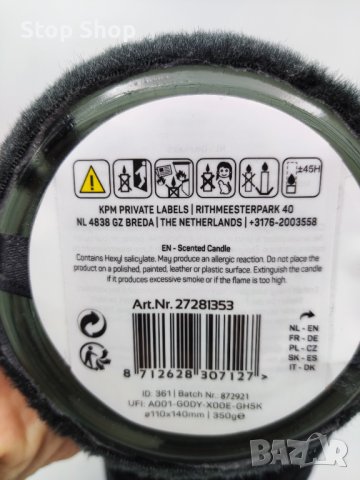 Stop Shop
±45H
KPM PRIVATE LABELS | RITHMEESTERPARK 40
NL 4838 GZ BREDA | THE NETHERLANDS | +3176-2003558
EN - Scented Candle
Contains Hexyl salicylate. May produce an allergic reaction. Do not place
the product on a polished, painted, leather or plastic surface. Extinguish the candle
if it produces excessive smoke or if the flame is too high.
Art.Nr. 27281353
NL - EN
FR - DE
PL - CZ
SK - ES
IT - DK
8 712628 307127 >
ID: 361 | Batch Nr. 872921
UFI: A001-G0DY-X00E-GH5K
ø110x140mm | 350g℮
BAZAR.bg